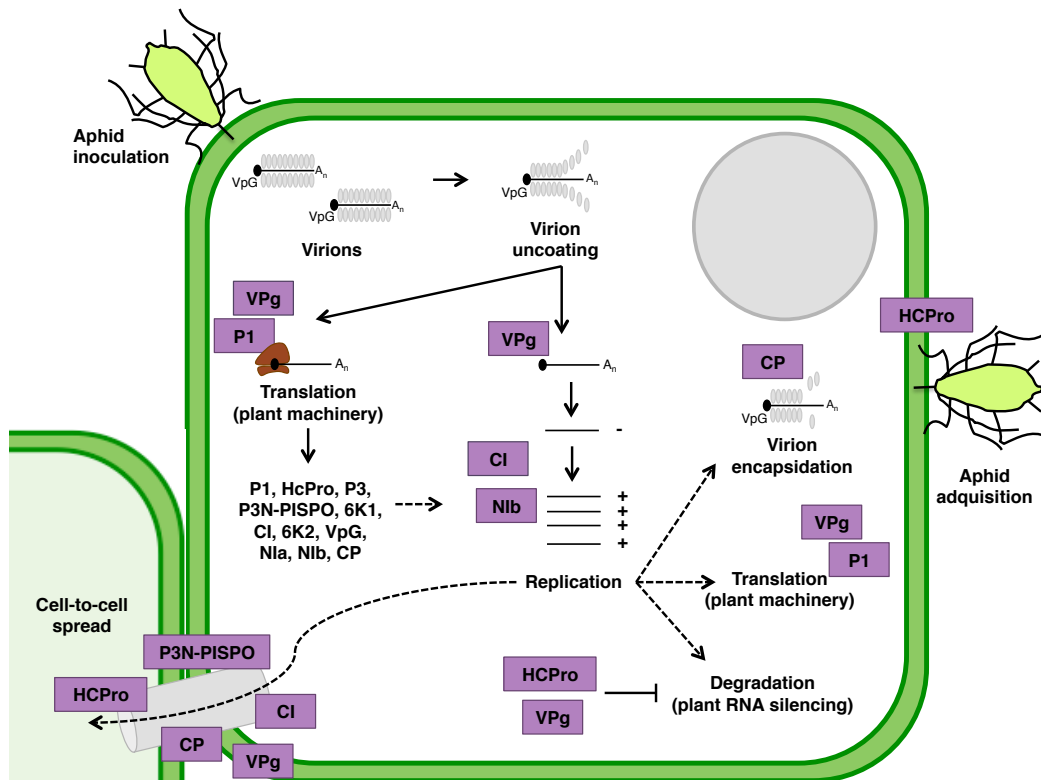 Aphid
inoculation
VpG
An
VpG
An
Virions
VpG
An
Virion
uncoating
VPg
P1
An
Translation
(plant machinery)
VPg
An
-
CI
NIb
+
+
+
+
P1, HcPro, P3,
P3N-PISPO, 6K1,
CI, 6K2, VpG,
NIa, NIb, CP
Replication
HCPro
CP
VpG
An
Virion
encapsidation
Aphid
adquisition
VPg
P1
Translation
(plant machinery)
HCPro
VPg
Degradation
(plant RNA silencing)
Cell-to-cell
spread
P3N-PISPO
HCPro
CI
CP
VPg